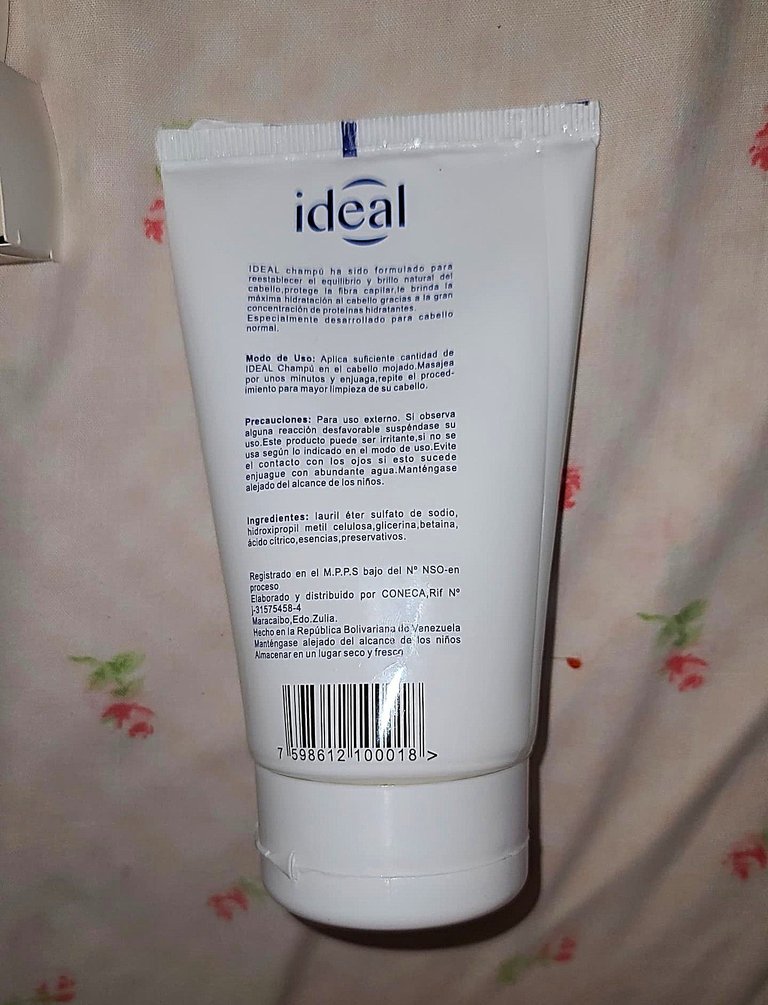 ideal
IDEAL champú ha sido formulado para
reestablecer el equilibrio y brillo natural del
cabello,protege la fibra capilar,le brinda la
máxima hidratación al cabello gracias a la gran
concentración de proteínas hidratantes.
Especialmente desarrollado para cabello
normal.
Modo de Uso: Aplica suficiente cantidad de
IDEAL Champú en el cabello mojado.Masajea
por unos minutos y enjuaga,repite el proced-
imiento para mayor limpieza de su cabello.
Precauciones: Para uso externo. Si observa
alguna reacción desfavorable suspéndase su
uso.Este producto puede ser irritante,si no se
usa según lo indicado en el modo de uso.Evite
el contacto con los ojos si esto sucede
enjuague con abundante agua.Manténgase
alejado del alcance de los niños.
Ingredientes: lauril éter sulfato de sodio,
hidroxipropil metil celulosa,glicerina,betaina,
ácido cítrico,esencias,preservativos.
Registrado en el M.P.P.S bajo del Nº NSO-en
proceso
Elaborado y distribuido por CONECA,Rif Nº
j-31575458-4
Maracaibo,Edo.Zulia.
Hecho en la República Bolivariana de Venezuela
Manténgase alejado del alcance de los niños
Almacenar en un lugar seco y fresco
7 598612 100018 >